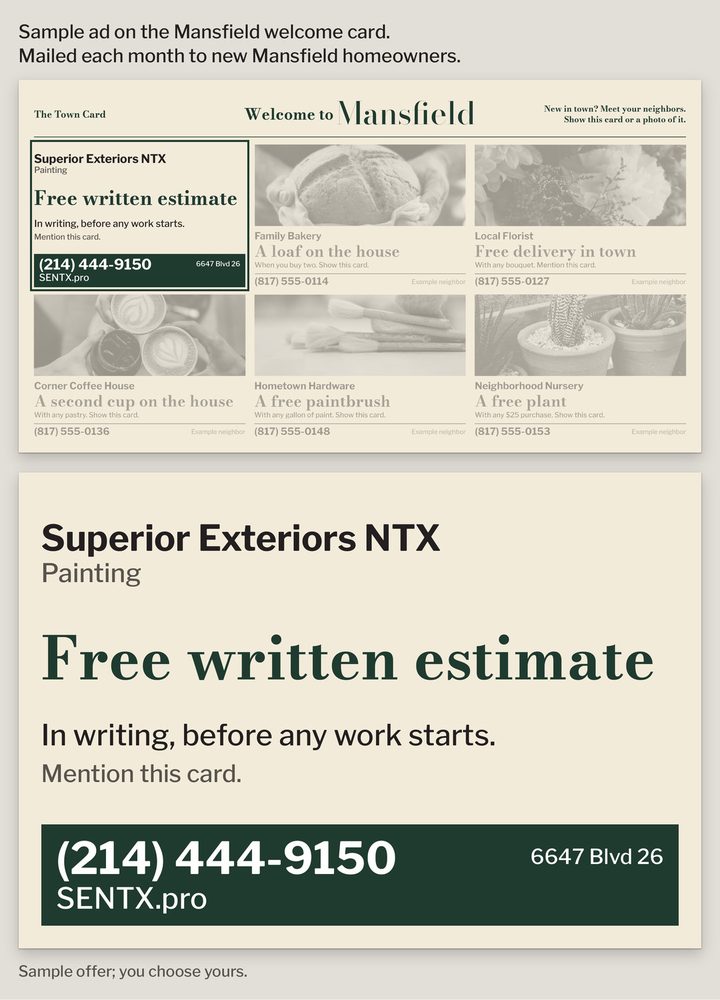 Sample ad on the Mansfield welcome card.
Mailed each month to new Mansfield homeowners.
The Town Card
Welcome to Mansfield
New in town? Meet your neighbors.
Show this card or a photo of it.
Superior Exteriors NTX
Painting
Free written estimate
In writing, before any work starts.
Mention this card.
(214) 444-9150
6647 Blvd 26
SENTX.pro
Family Bakery
A loaf on the house
When you buy two. Show this card.
(817) 555-0114
Example neighbor
Local Florist
Free delivery in town
With any bouquet. Mention this card.
(817) 555-0127
Example neighbor
Corner Coffee House
A second cup on the house
With any pastry. Show this card.
(817) 555-0136
Example neighbor
Hometown Hardware
A free paintbrush
With any gallon of paint. Show this card.
(817) 555-0148
Example neighbor
Neighborhood Nursery
A free plant
With any $25 purchase. Show this card.
(817) 555-0153
Example neighbor
Superior Exteriors NTX
Painting
Free written estimate
In writing, before any work starts.
Mention this card.
(214) 444-9150
6647 Blvd 26
SENTX.pro
Sample offer; you choose yours.